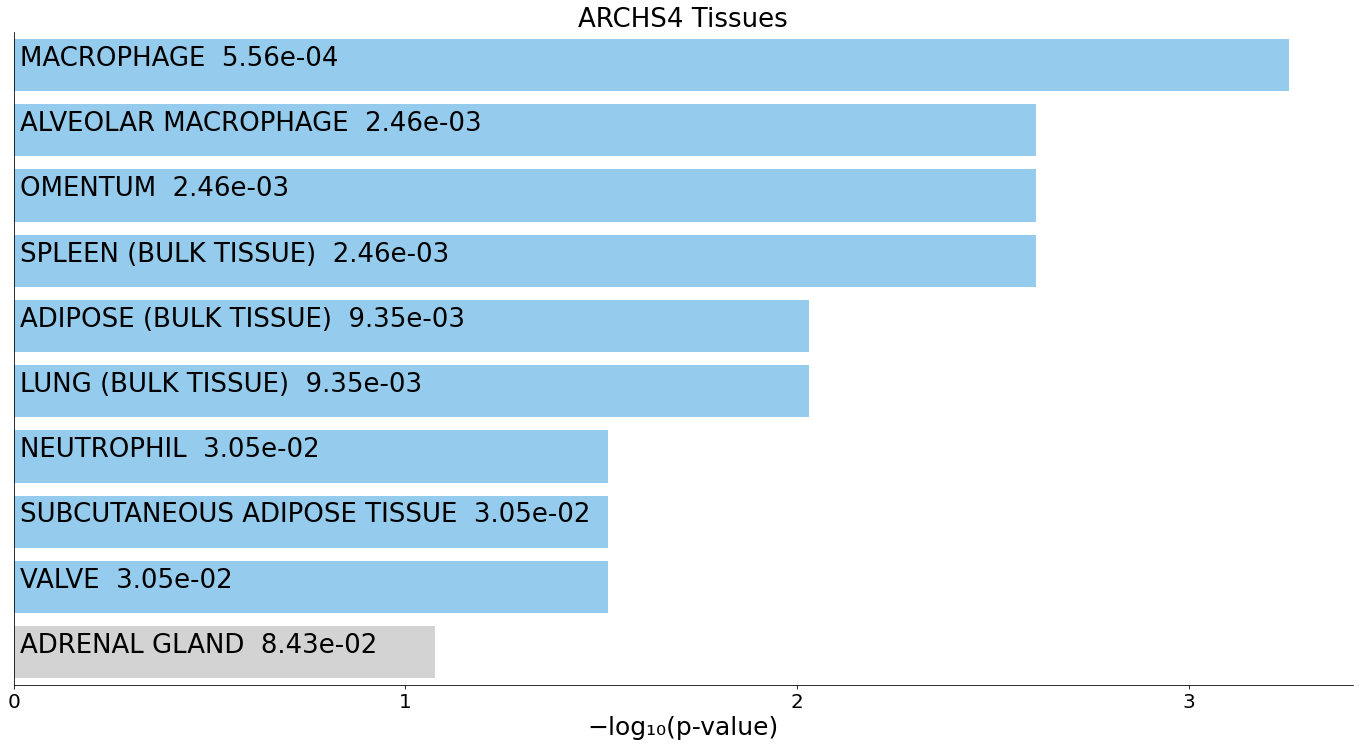 ARCHS4 Tissues
MACROPHAGE 5.56e-04
ALVEOLAR MACROPHAGE 2.46e-03
OMENTUM 2.46e-03
SPLEEN (BULK TISSUE) 2.46e-03
ADIPOSE (BULK TISSUE) 9.35e-03
LUNG (BULK TISSUE) 9.35e-03
NEUTROPHIL 3.05e-02
SUBCUTANEOUS ADIPOSE TISSUE 3.05e-02
VALVE 3.05e-02
ADRENAL GLAND 8.43e-02
0 1 2 3
−log₁₀(p-value)